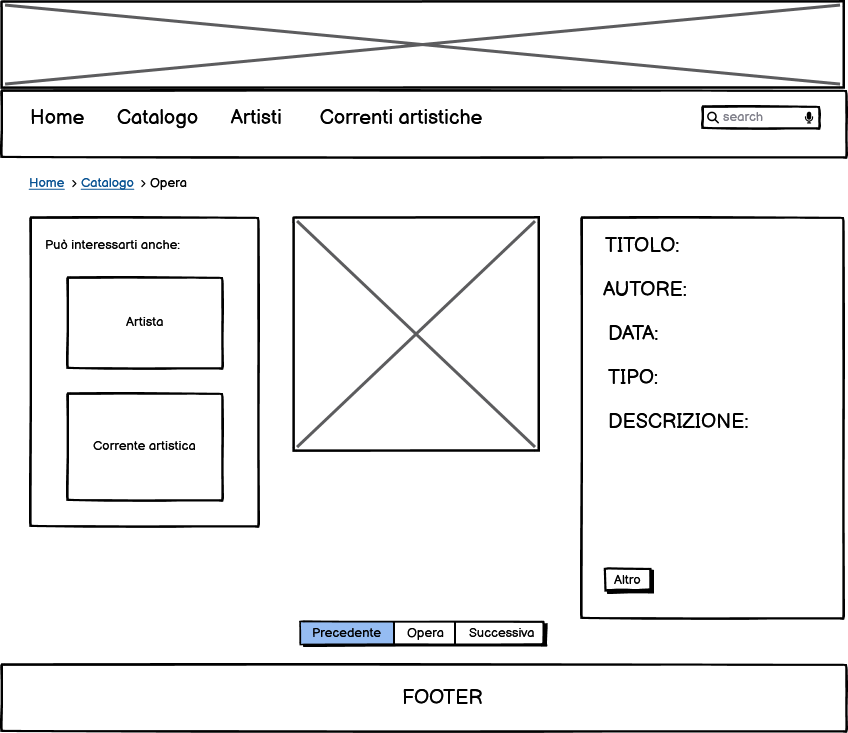 Home Catalogo Artisti Correnti artistiche search
Home > Catalogo > Opera
Può interessarti anche:
Artista
Corrente artistica
TITOLO:
AUTORE:
DATA:
TIPO:
DESCRIZIONE:
Altro
Precedente Opera Successiva
FOOTER